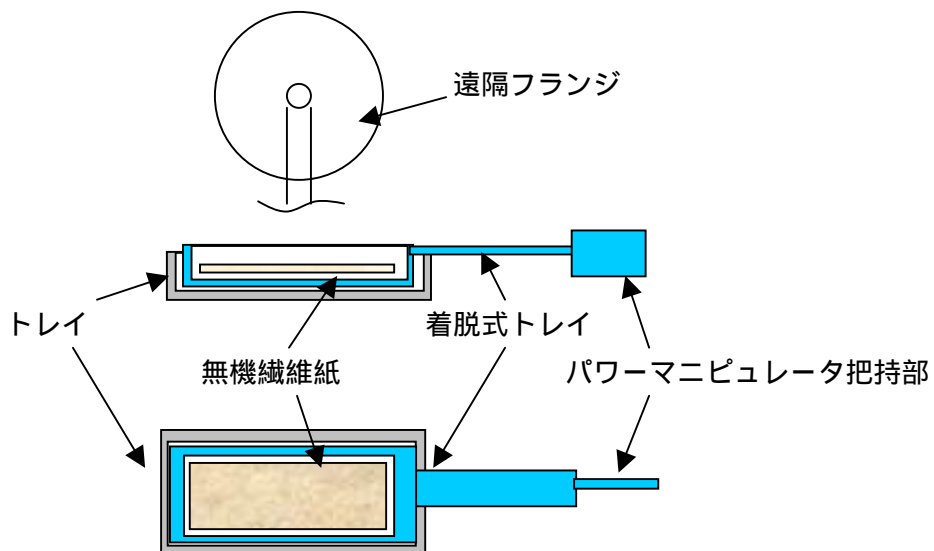 遠隔フランジ
トレイ
着脱式トレイ
無機繊維紙
パワーマニピュレータ把持部